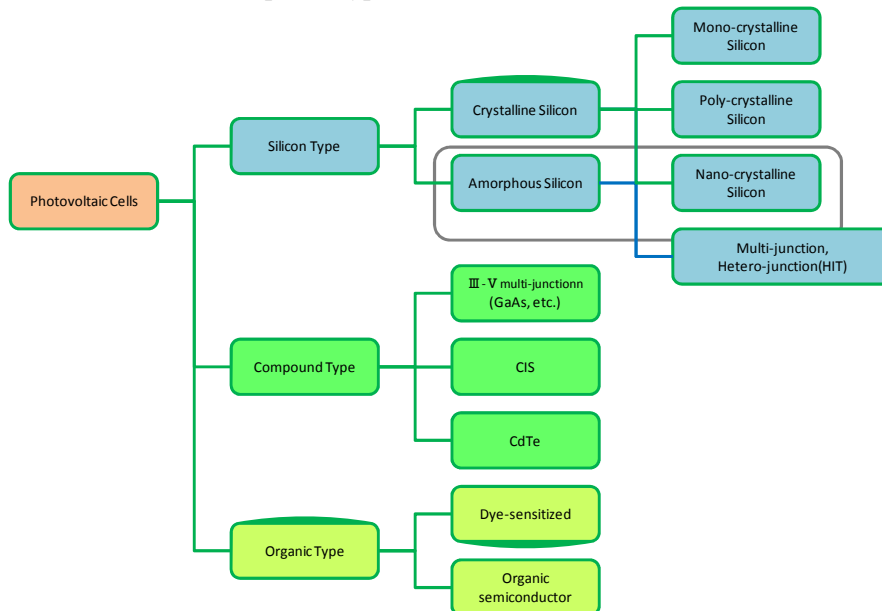 Mono-crystalline
Silicon
Crystalline Silicon
Poly-crystalline
Silicon
Silicon Type
Amorphous Silicon
Nano-crystalline
Silicon
Photovoltaic Cells
Multi-junction,
Hetero-junction(HIT)
Ⅲ-Ⅴ multi-junctionn
(GaAs, etc.)
Compound Type
CIS
CdTe
Dye-sensitized
Organic Type
Organic
semiconductor